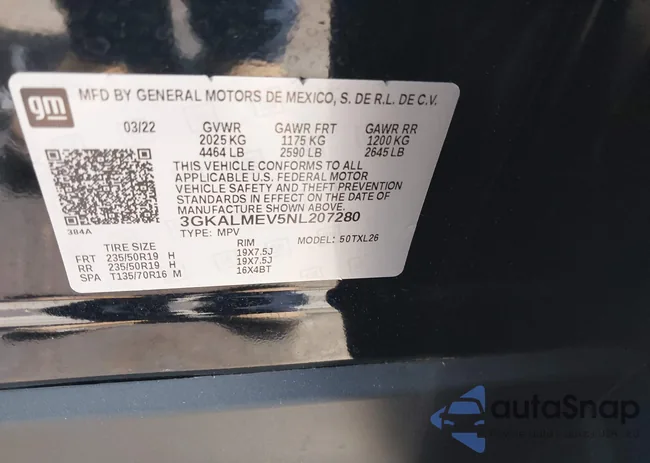 gm
MFD BY GENERAL MOTORS DE MEXICO, S. DE R.L. DE C.V.
03/22 GVWR GAWR FRT GAWR RR
2025 KG 1175 KG 1200 KG
4464 LB 2590 LB 2645 LB
THIS VEHICLE CONFORMS TO ALL
APPLICABLE U.S. FEDERAL MOTOR
VEHICLE SAFETY AND THEFT PREVENTION
STANDARDS IN EFFECT ON THE DATE OF
MANUFACTURE SHOWN ABOVE.
3GKALMEV5NL207280
384A
TYPE: MPV MODEL: 50TXL26
TIRE SIZE RIM
FRT 235/50R19 H 19X7.5J
RR 235/50R19 H 19X7.5J
SPA T135/70R16 M 16X4BT
autoSnap